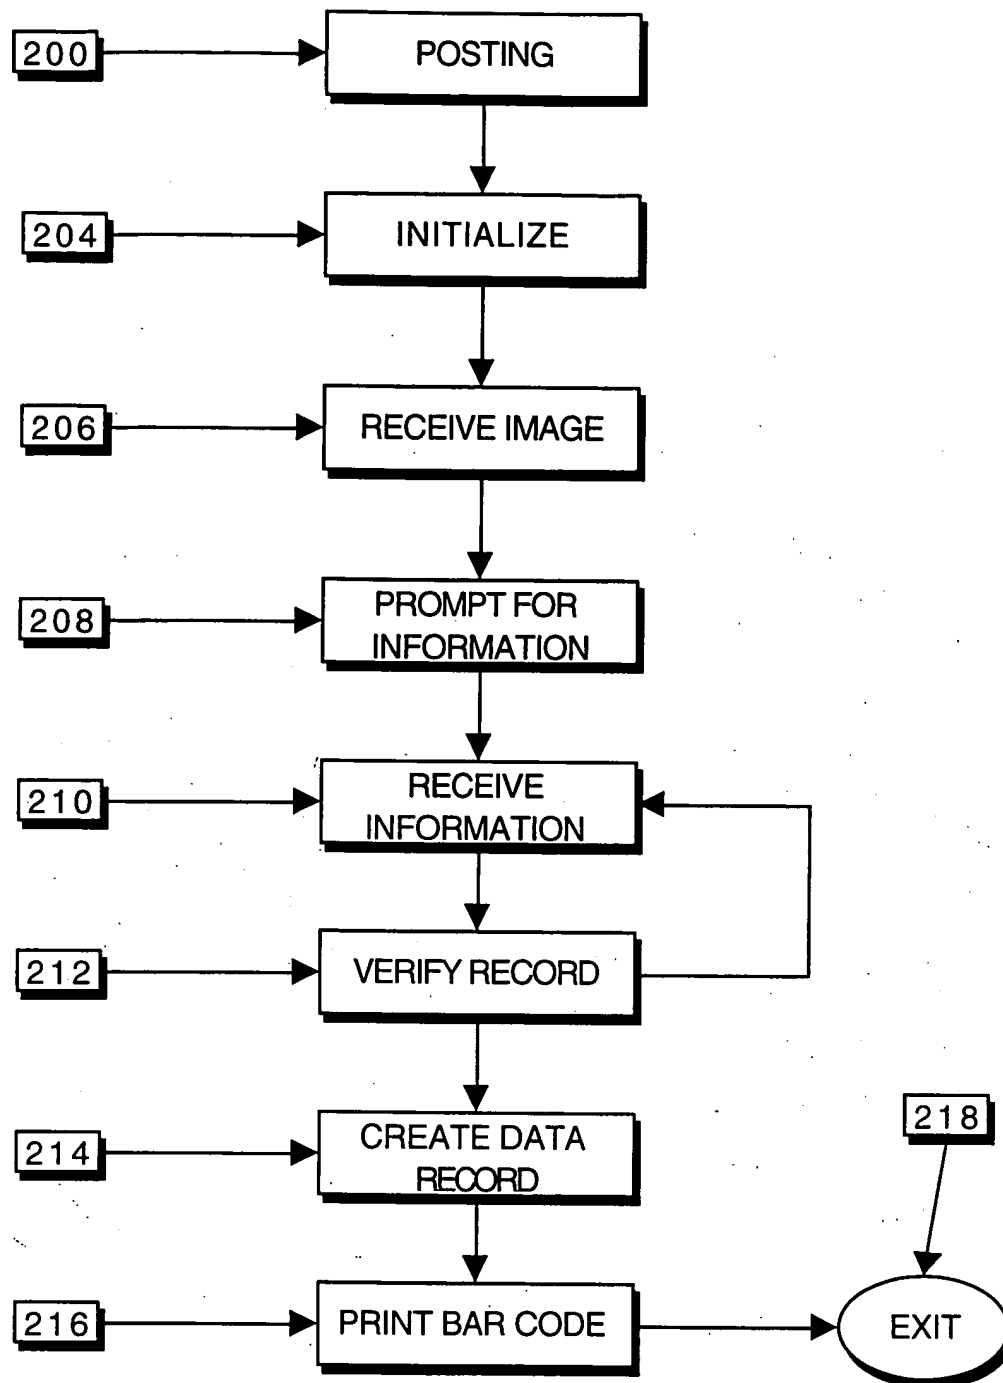 200
POSTING
204
INITIALIZE
206
RECEIVE IMAGE
208
PROMPT FOR
INFORMATION
210
RECEIVE
INFORMATION
212
VERIFY RECORD
214
CREATE DATA
RECORD
218
216
PRINT BAR CODE
EXIT